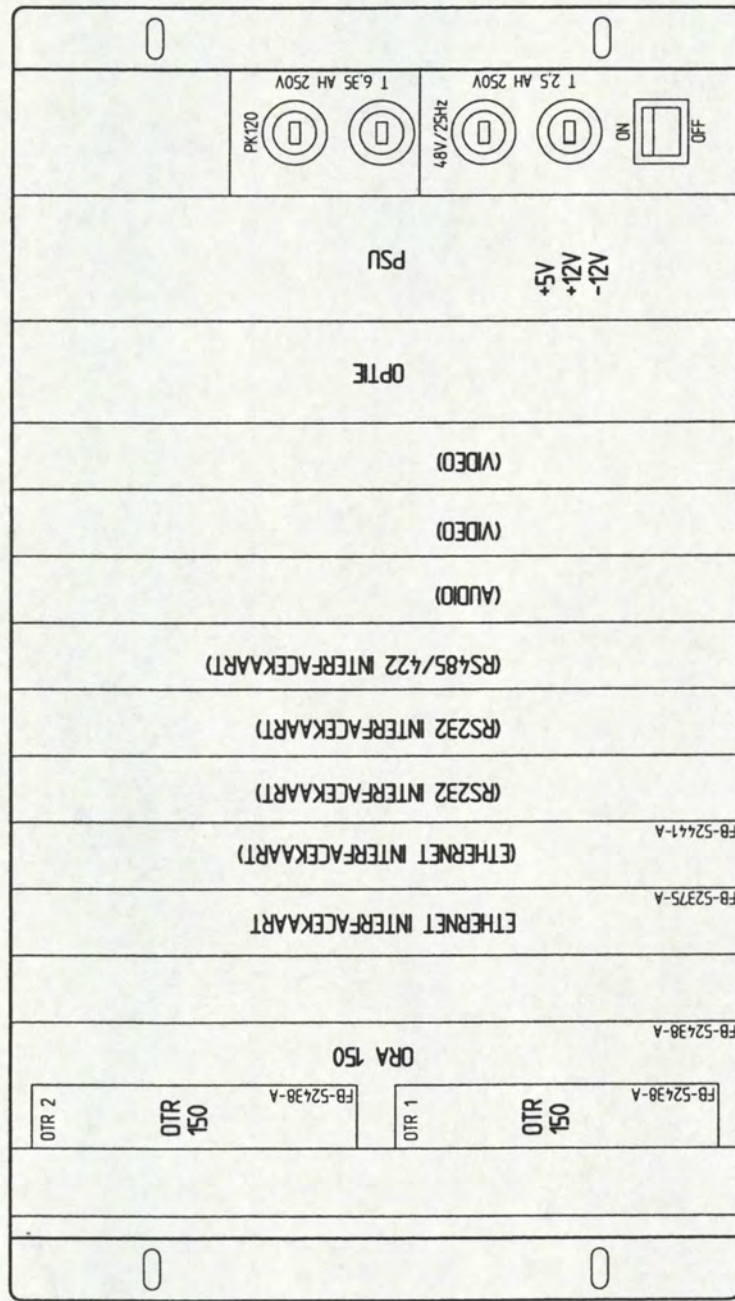 T 6,35 AH 250V
T 2,5 AH 250V
PK120
48V/25Hz
ON
OFF
PSU
+5V
+12V
-12V
OPTIE
(VIDEO)
(VIDEO)
(AUDIO)
(RS485/422 INTERFACEKAART)
(RS232 INTERFACEKAART)
(RS232 INTERFACEKAART)
FB-52441-A
(ETHERNET INTERFACEKAART)
FB-52375-A
ETHERNET INTERFACEKAART
FB-52438-A
ORA 150
OTR 2
OTR
150
FB-52438-A
OTR 1
OTR
150
FB-52438-A